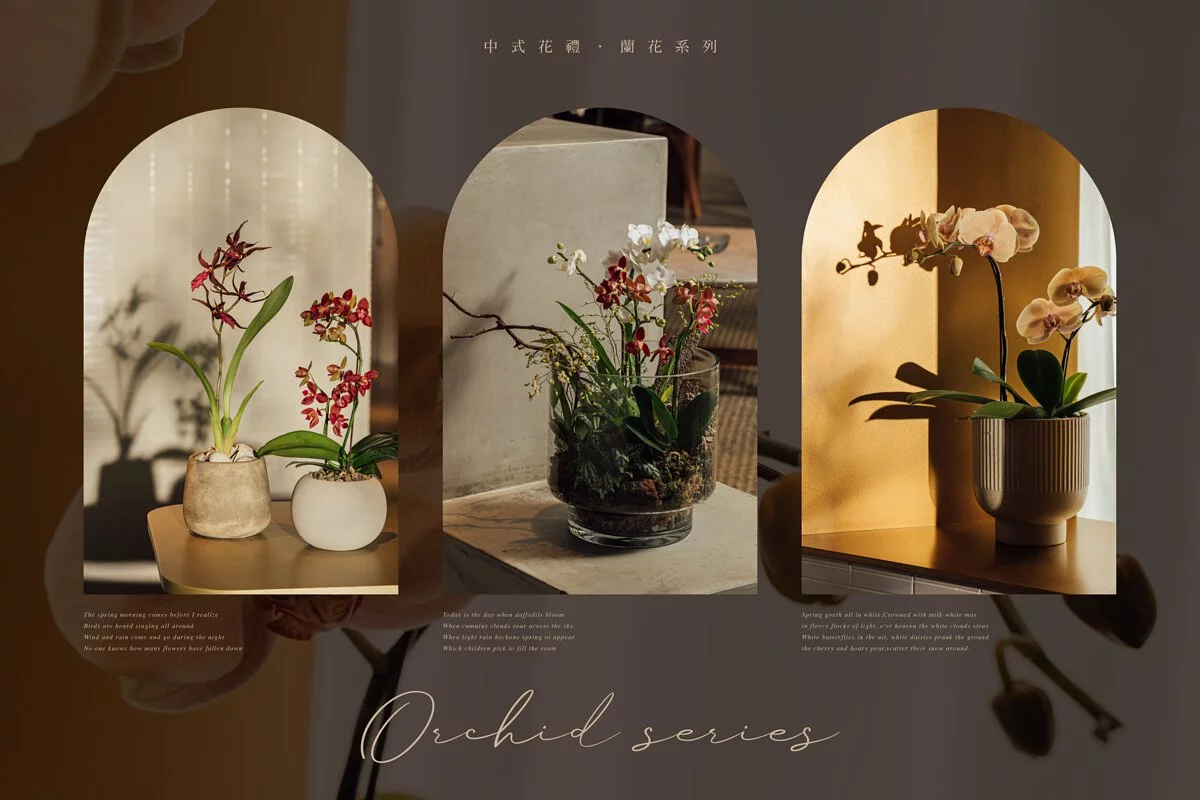 中式花禮·蘭花系列
The spring morning comes before I realize
Birds are heard singing all around
Wind and rain come and go during the night
No one knows how many flowers have fallen down
Today is the day when daffodils bloom
When cumulus clouds roar across the sky
When light rain beckons spring to appear
Which children pick to fill the room
Spring goeth all in white,Crowned with milk-white may
in fleecy flocks of light, o'er heaven the white clouds stray
White butterflies in the air, white daisies prank the ground
the cherry and hoary pear,scatter their snow around.
Orchid series